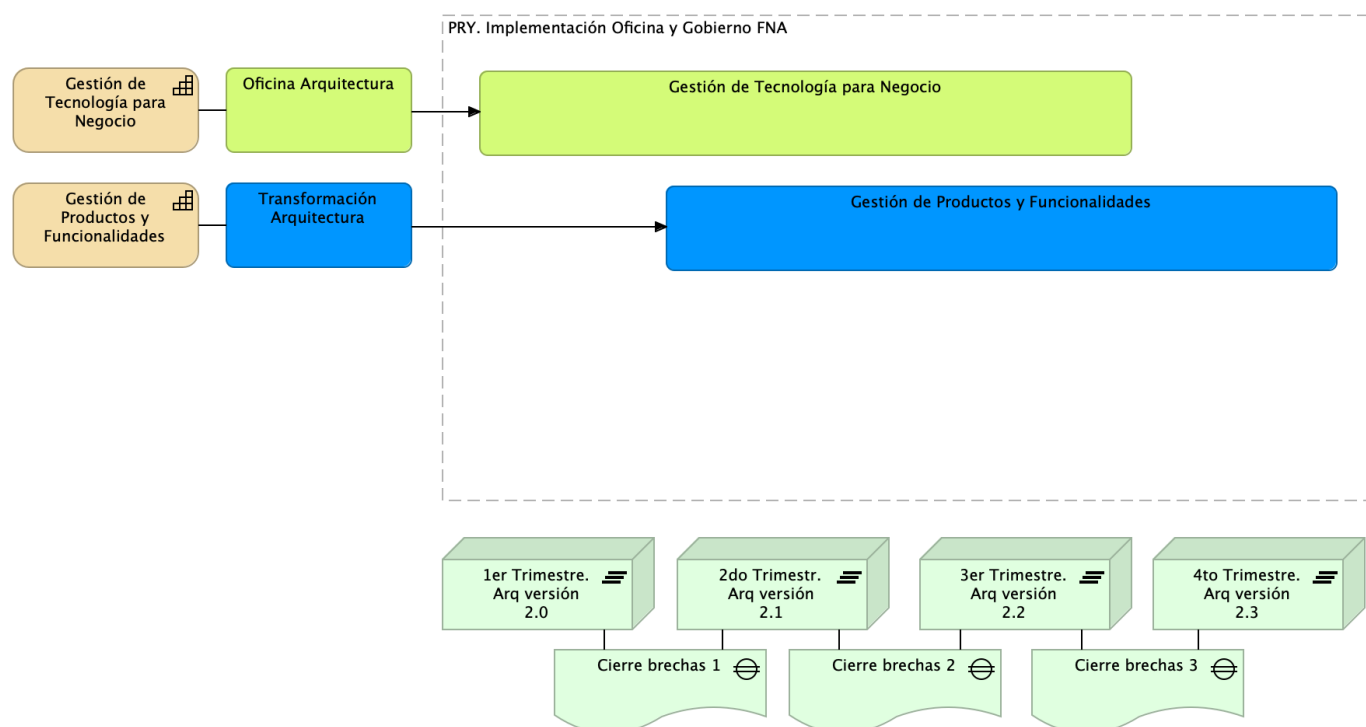 PRY. Implementación Oficina y Gobierno FNA
Gestión de
Tecnología para
Negocio
Oficina Arquitectura
Gestión de Tecnología para Negocio
Gestión de
Productos y
Funcionalidades
Transformación
Arquitectura
Gestión de Productos y Funcionalidades
1er Trimestre.
Arq versión
2.0
2do Trimestr.
Arq versión
2.1
3er Trimestre.
Arq versión
2.2
4to Trimestre.
Arq versión
2.3
Cierre brechas 1
Cierre brechas 2
Cierre brechas 3